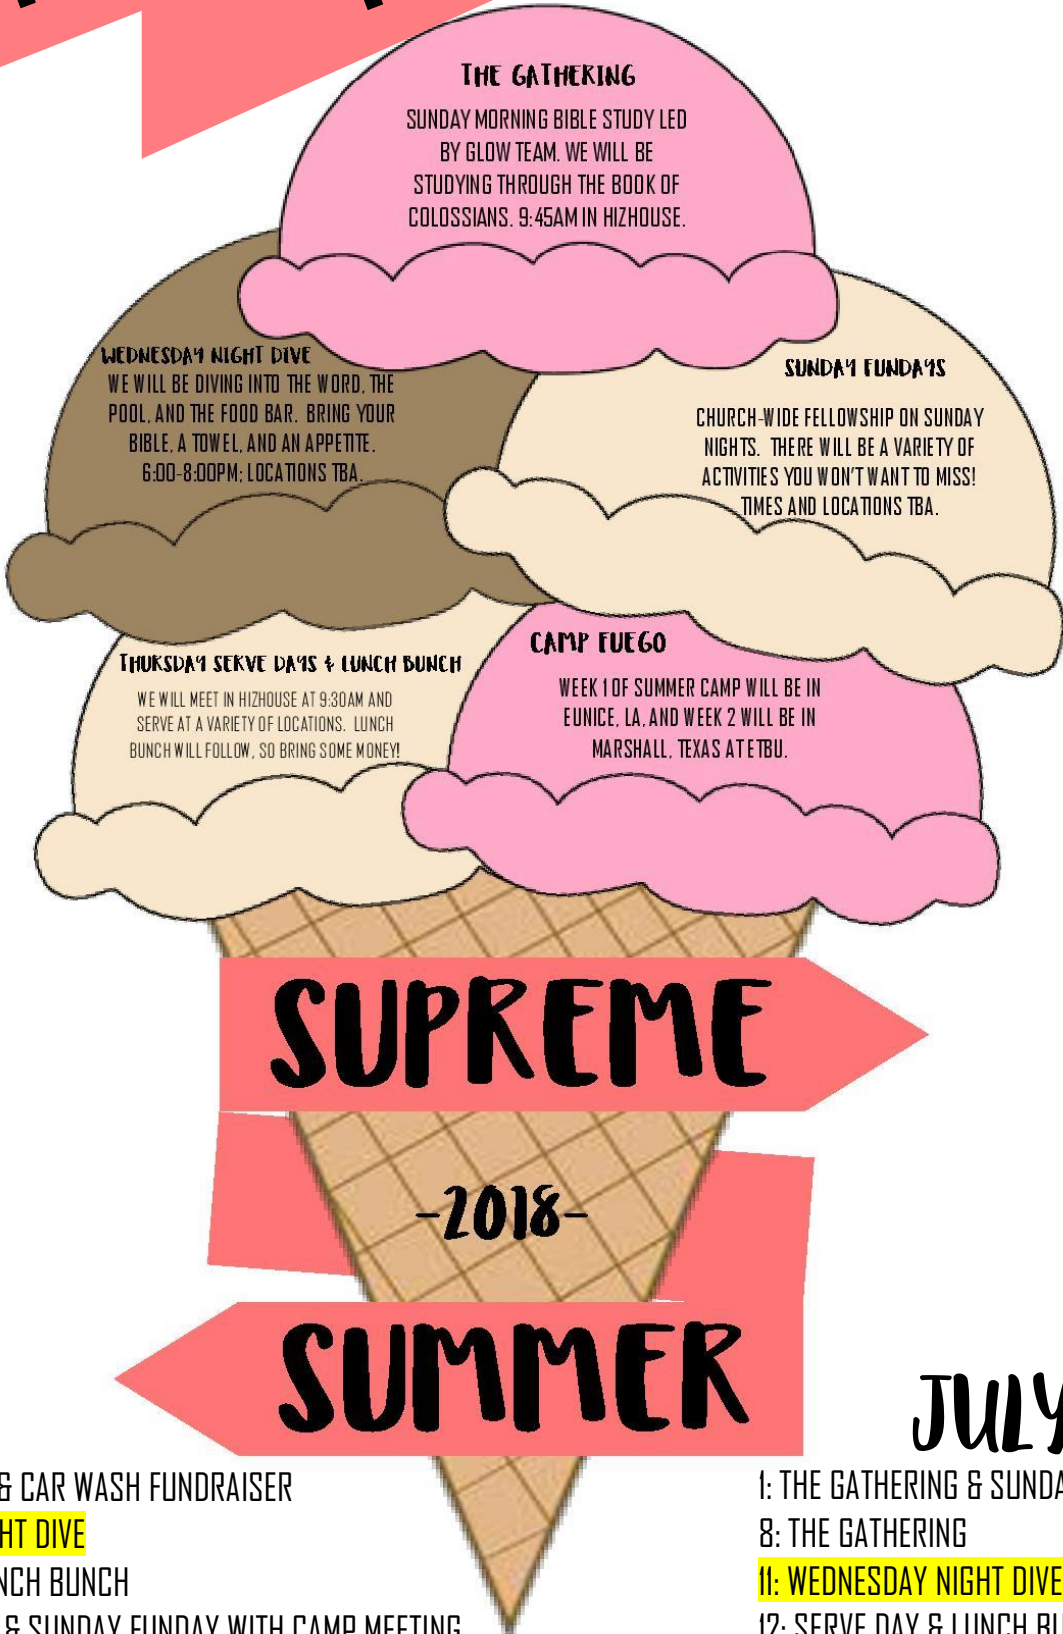 THE GATHERING
SUNDAY MORNING BIBLE STUDY LED
BY GLOW TEAM. WE WILL BE
STUDYING THROUGH THE BOOK OF
COLOSSIANS. 9:45AM IN HIZHOUSE.
WEDNESDAY NIGHT DIVE
WE WILL BE DIVING INTO THE WORD, THE
POOL, AND THE FOOD BAR. BRING YOUR
BIBLE, A TOWEL, AND AN APPETITE.
6:00-8:00PM; LOCATIONS TBA.
SUNDAY FUNDAYS
CHURCH-WIDE FELLOWSHIP ON SUNDAY
NIGHTS. THERE WILL BE A VARIETY OF
ACTIVITIES YOU WON'T WANT TO MISS!
TIMES AND LOCATIONS TBA.
THURSDAY SERVE DAYS & LUNCH BUNCH
WE WILL MEET IN HIZHOUSE AT 9:30AM AND
SERVE AT A VARIETY OF LOCATIONS. LUNCH
BUNCH WILL FOLLOW, SO BRING SOME MONEY!
CAMP FUEGO
WEEK 1 OF SUMMER CAMP WILL BE IN
EUNICE, LA, AND WEEK 2 WILL BE IN
MARSHALL, TEXAS AT ETBU.
SUPREME
-2018-
SUMMER
& CAR WASH FUNDRAISER
HT DIVE
NCH BUNCH
& SUNDAY FUNDAY WITH CAMP MEETING
JULY
1: THE GATHERING & SUNDA
8: THE GATHERING
11: WEDNESDAY NIGHT DIVE
12: SERVE DAY & LUNCH BU